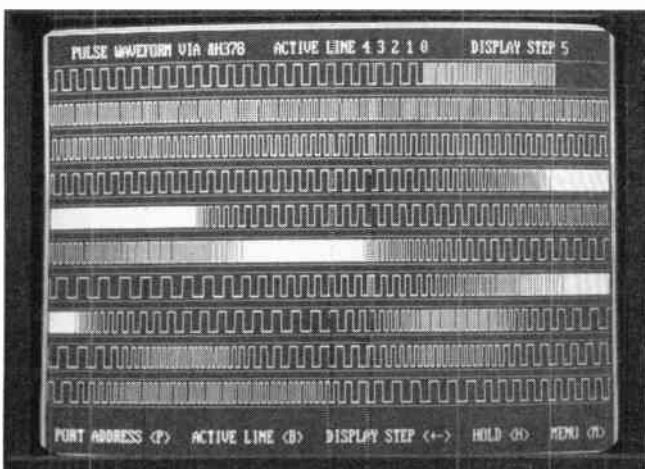 PULSE WAVEFORM VIA &H378 ACTIVE LINE 4 3 2 1 0 DISPLAY STEP 5
PORT ADDRESS <P> ACTIVE LINE <B> DISPLAY STEP <+-> HOLD <H> MENU <M>